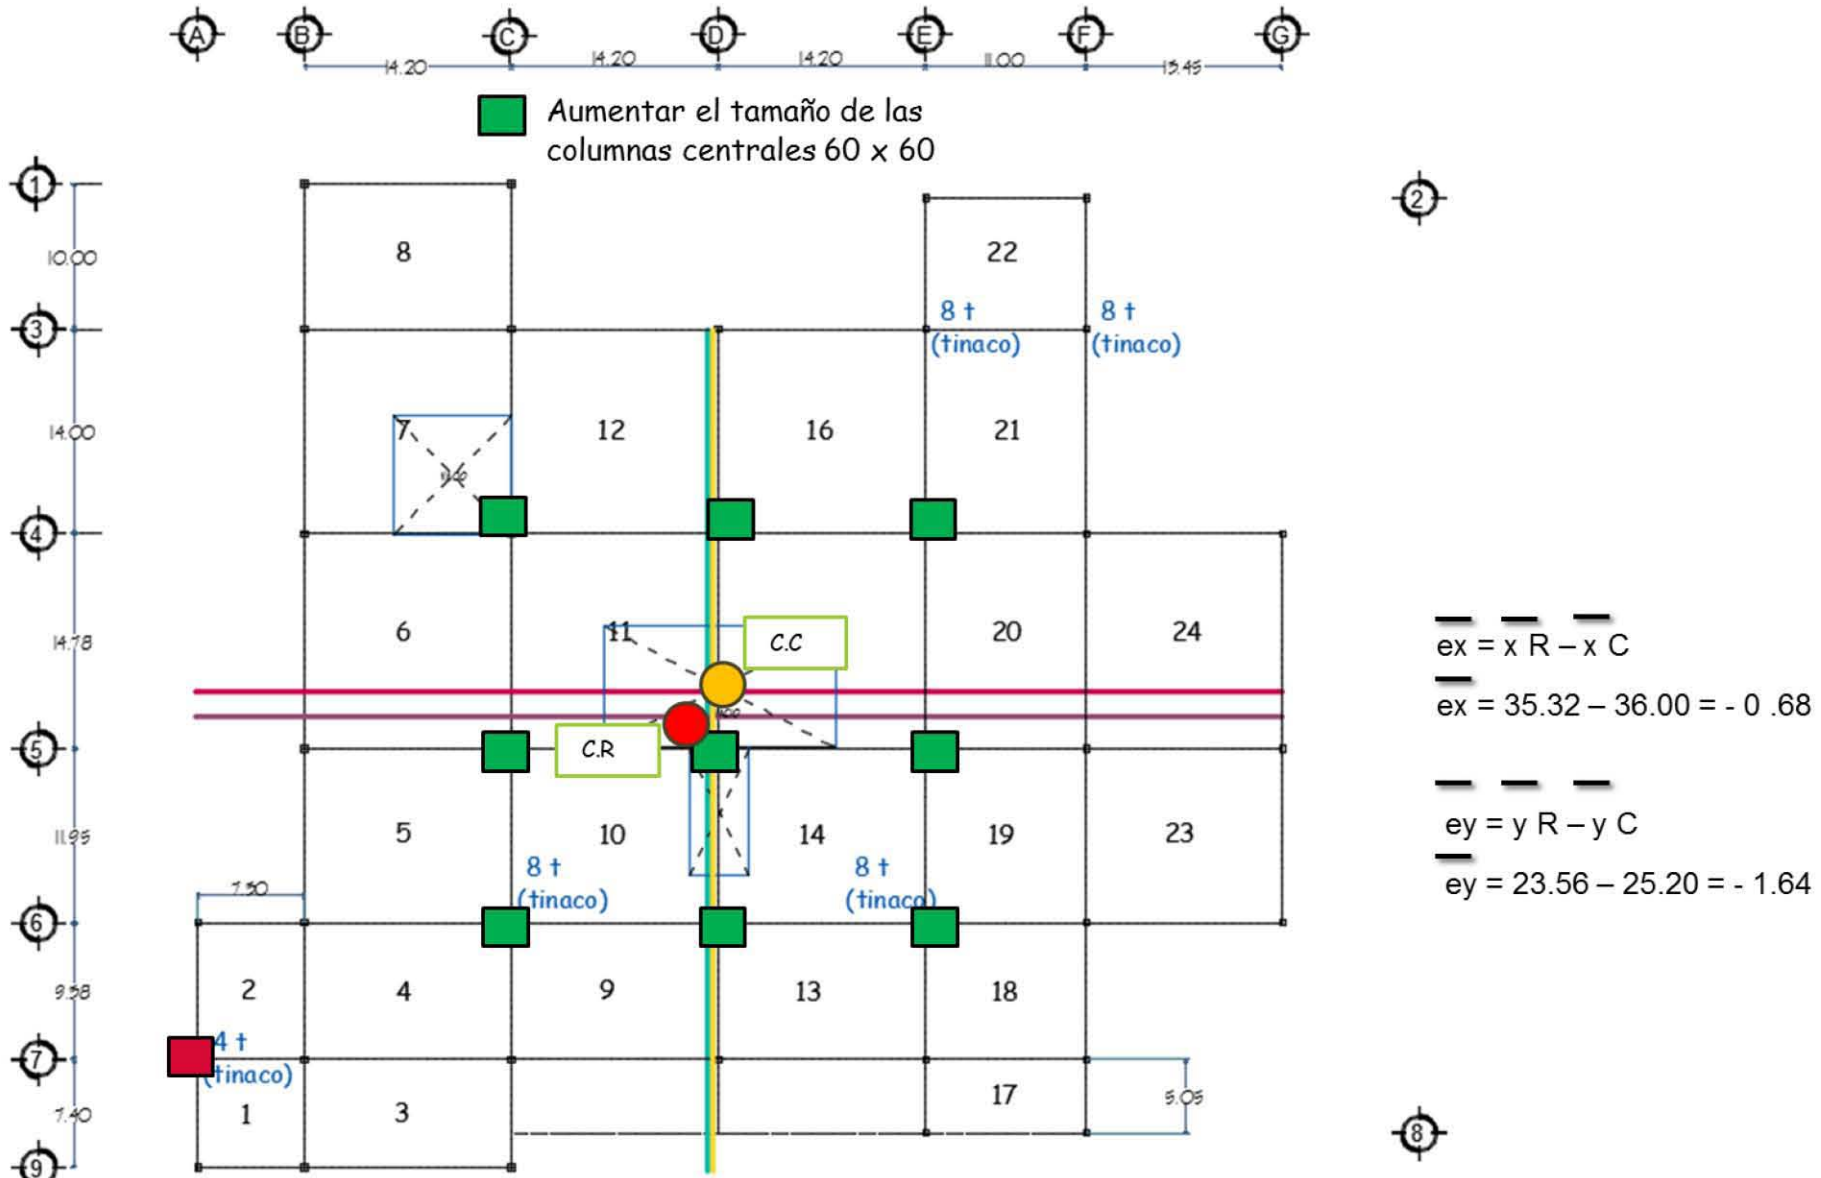 A B C D E F G
14.20 14.20 14.20 11.00 13.45
Aumentar el tamaño de las
columnas centrales 60 x 60
1
2
8
22
10.00
8 t
(tinaco)
8 t
(tinaco)
3
7
12
16
21
14.00
4
6
11
20
24
C.C
14.78
ex = x R – x C
ex = 35.32 – 36.00 = - 0 .68
C.R
5
5
10
14
19
23
11.95
ey = y R – y C
8 t
(tinaco)
8 t
(tinaco)
ey = 23.56 – 25.20 = - 1.64
7.30
6
2
4
9
13
18
9.38
4 t
(tinaco)
7
1
3
17
7.40
5.05
8
9